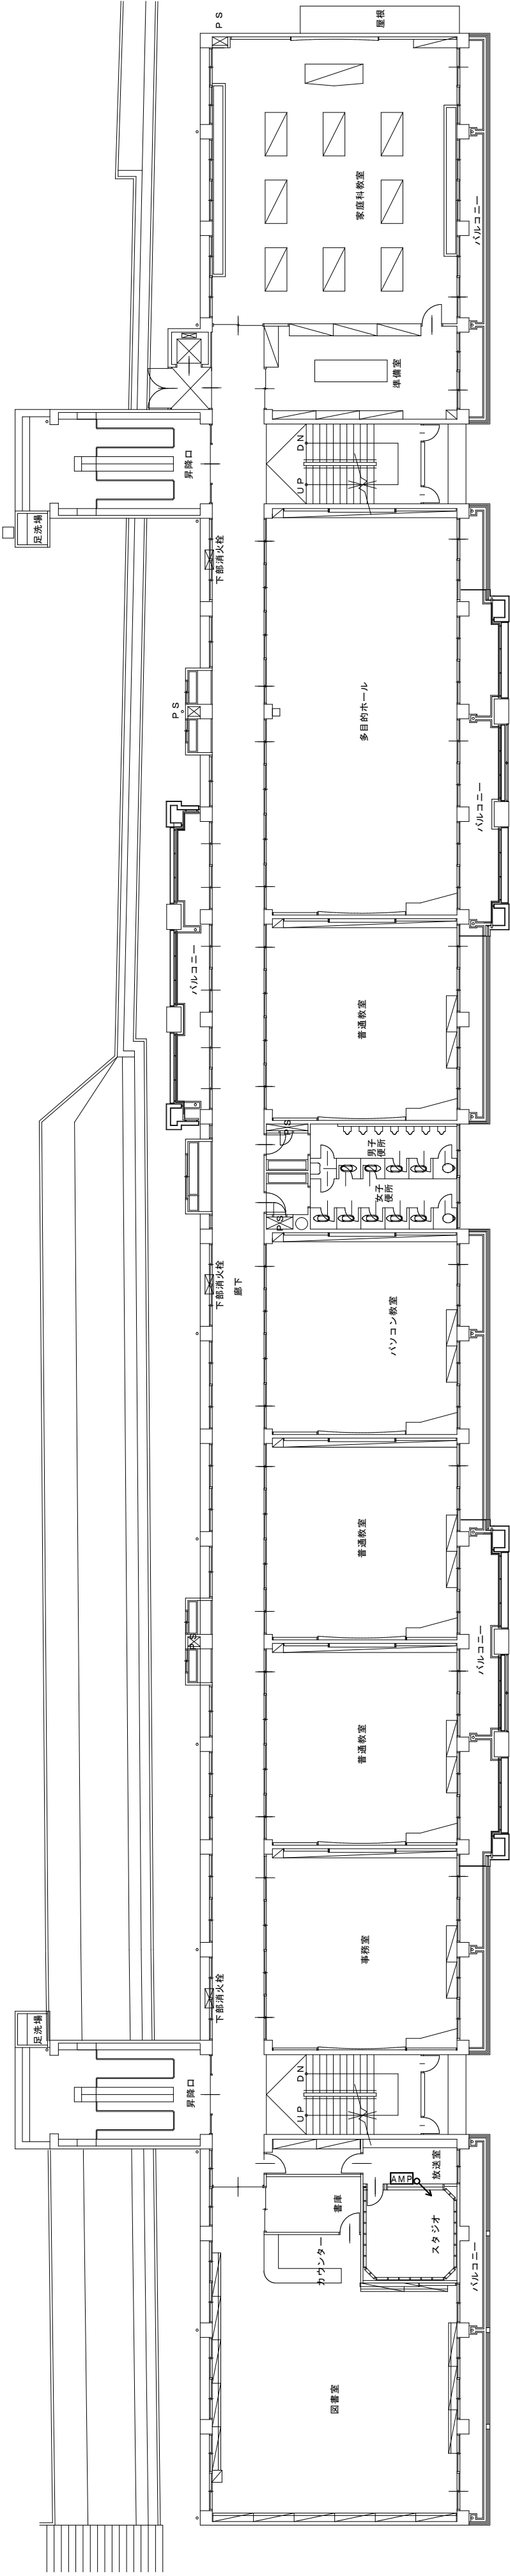 屋根
PS
家庭科教室
バルコニー
準備室
昇降口
DN
UP
足洗場
下部消火栓
PS
多目的ホール
バルコニー
バルコニー
普通教室
PS
男子
便所
女子
便所
PS
下部消火栓
廊下
パソコン教室
普通教室
PS
バルコニー
普通教室
事務室
下部消火栓
足洗場
昇降口
DN
UP
放送室
AMP
書庫
スタジオ
カウンター
バルコニー
図書室